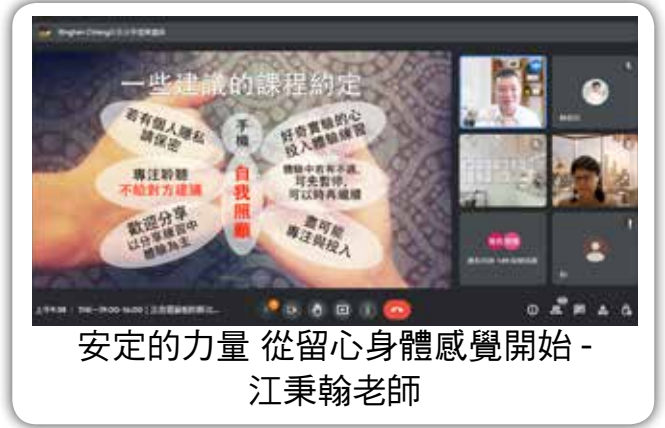 一些建議的課程約定
若有個人隱私
請保密
手機
好奇實驗的心
投入體驗練習
專注聆聽
不給對方建議
自我照顧
體驗中若有不適，
可先暫停，
可以時再繼續
歡迎分享
以分享練習中
體驗為主
盡可能
專注與投入
安定的力量 從留心身體感覺開始 -
江秉翰老師